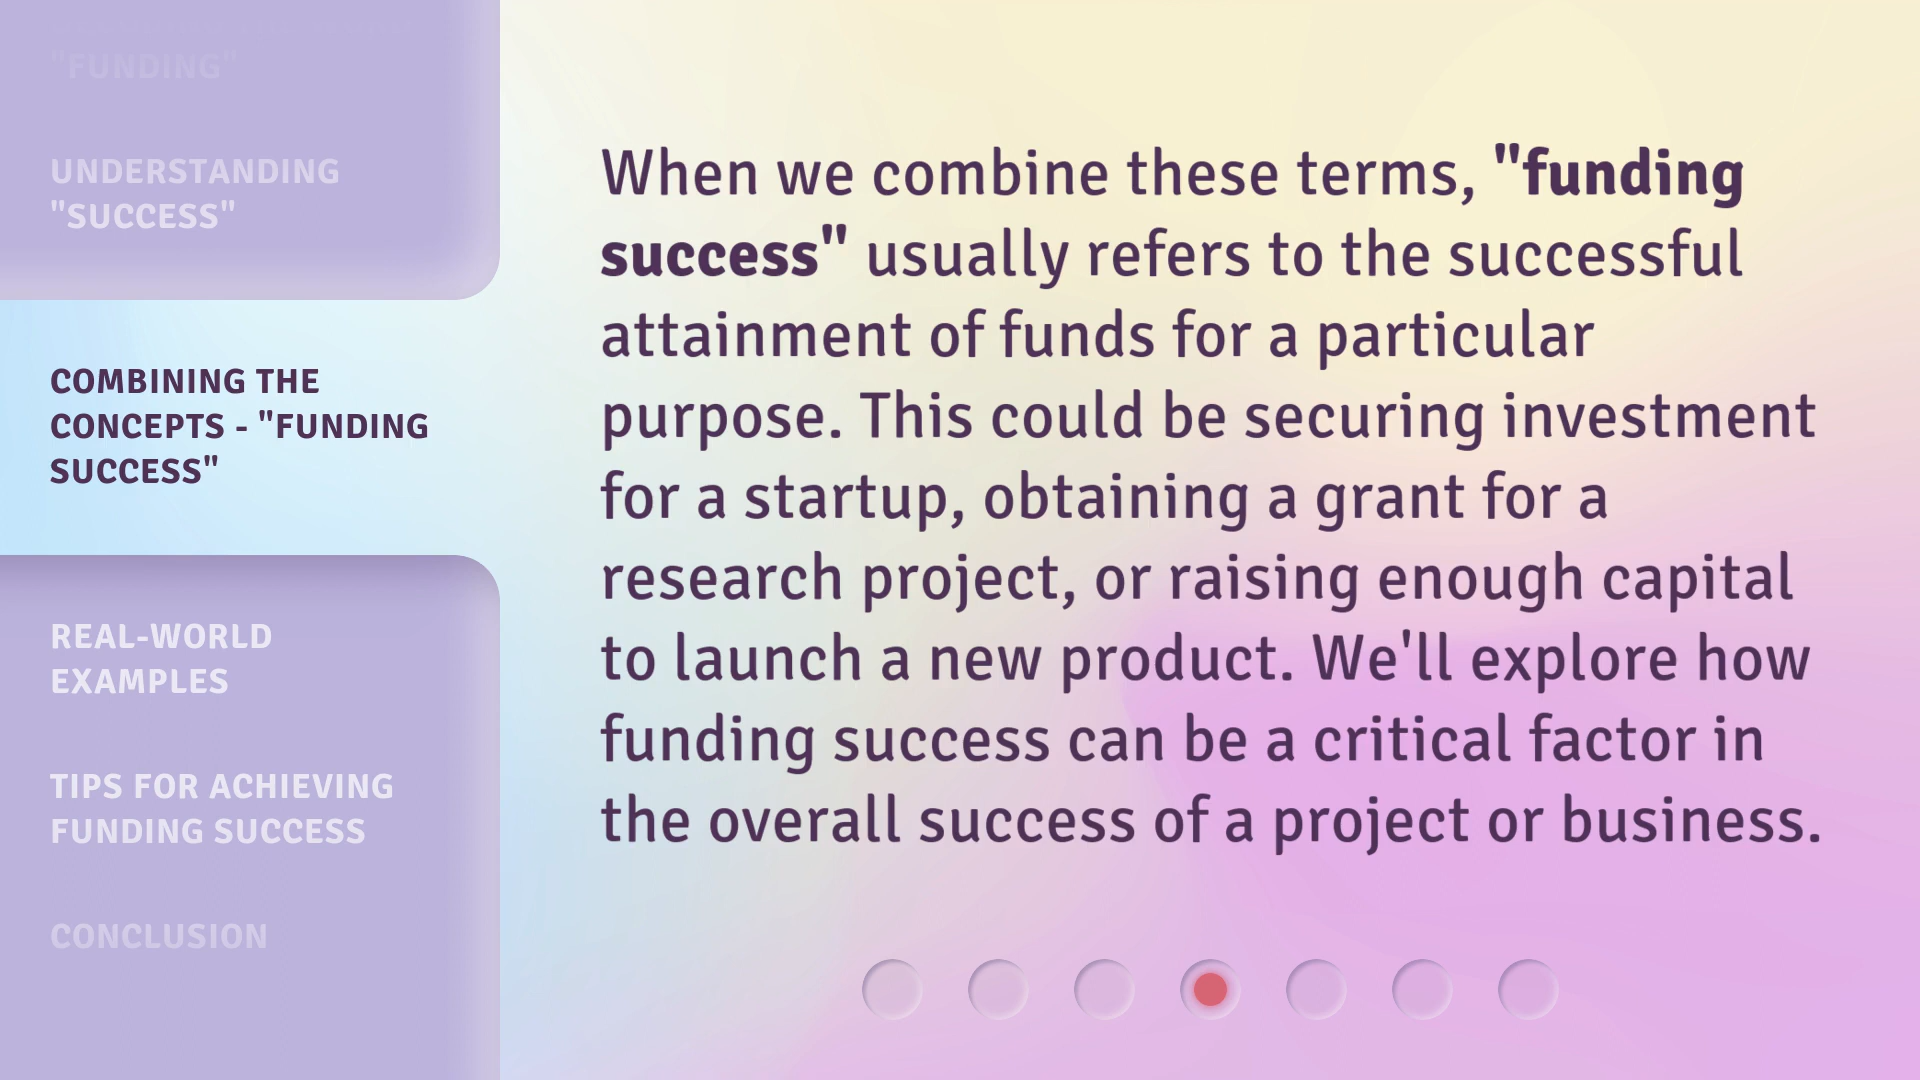 "FUNDING"
UNDERSTANDING
"SUCCESS"
COMBINING THE
CONCEPTS - "FUNDING
SUCCESS"
REAL-WORLD
EXAMPLES
TIPS FOR ACHIEVING
FUNDING SUCCESS
CONCLUSION
When we combine these terms, "funding
success" usually refers to the successful
attainment of funds for a particular
purpose. This could be securing investment
for a startup, obtaining a grant for a
research project, or raising enough capital
to launch a new product. We'll explore how
funding success can be a critical factor in
the overall success of a project or business.